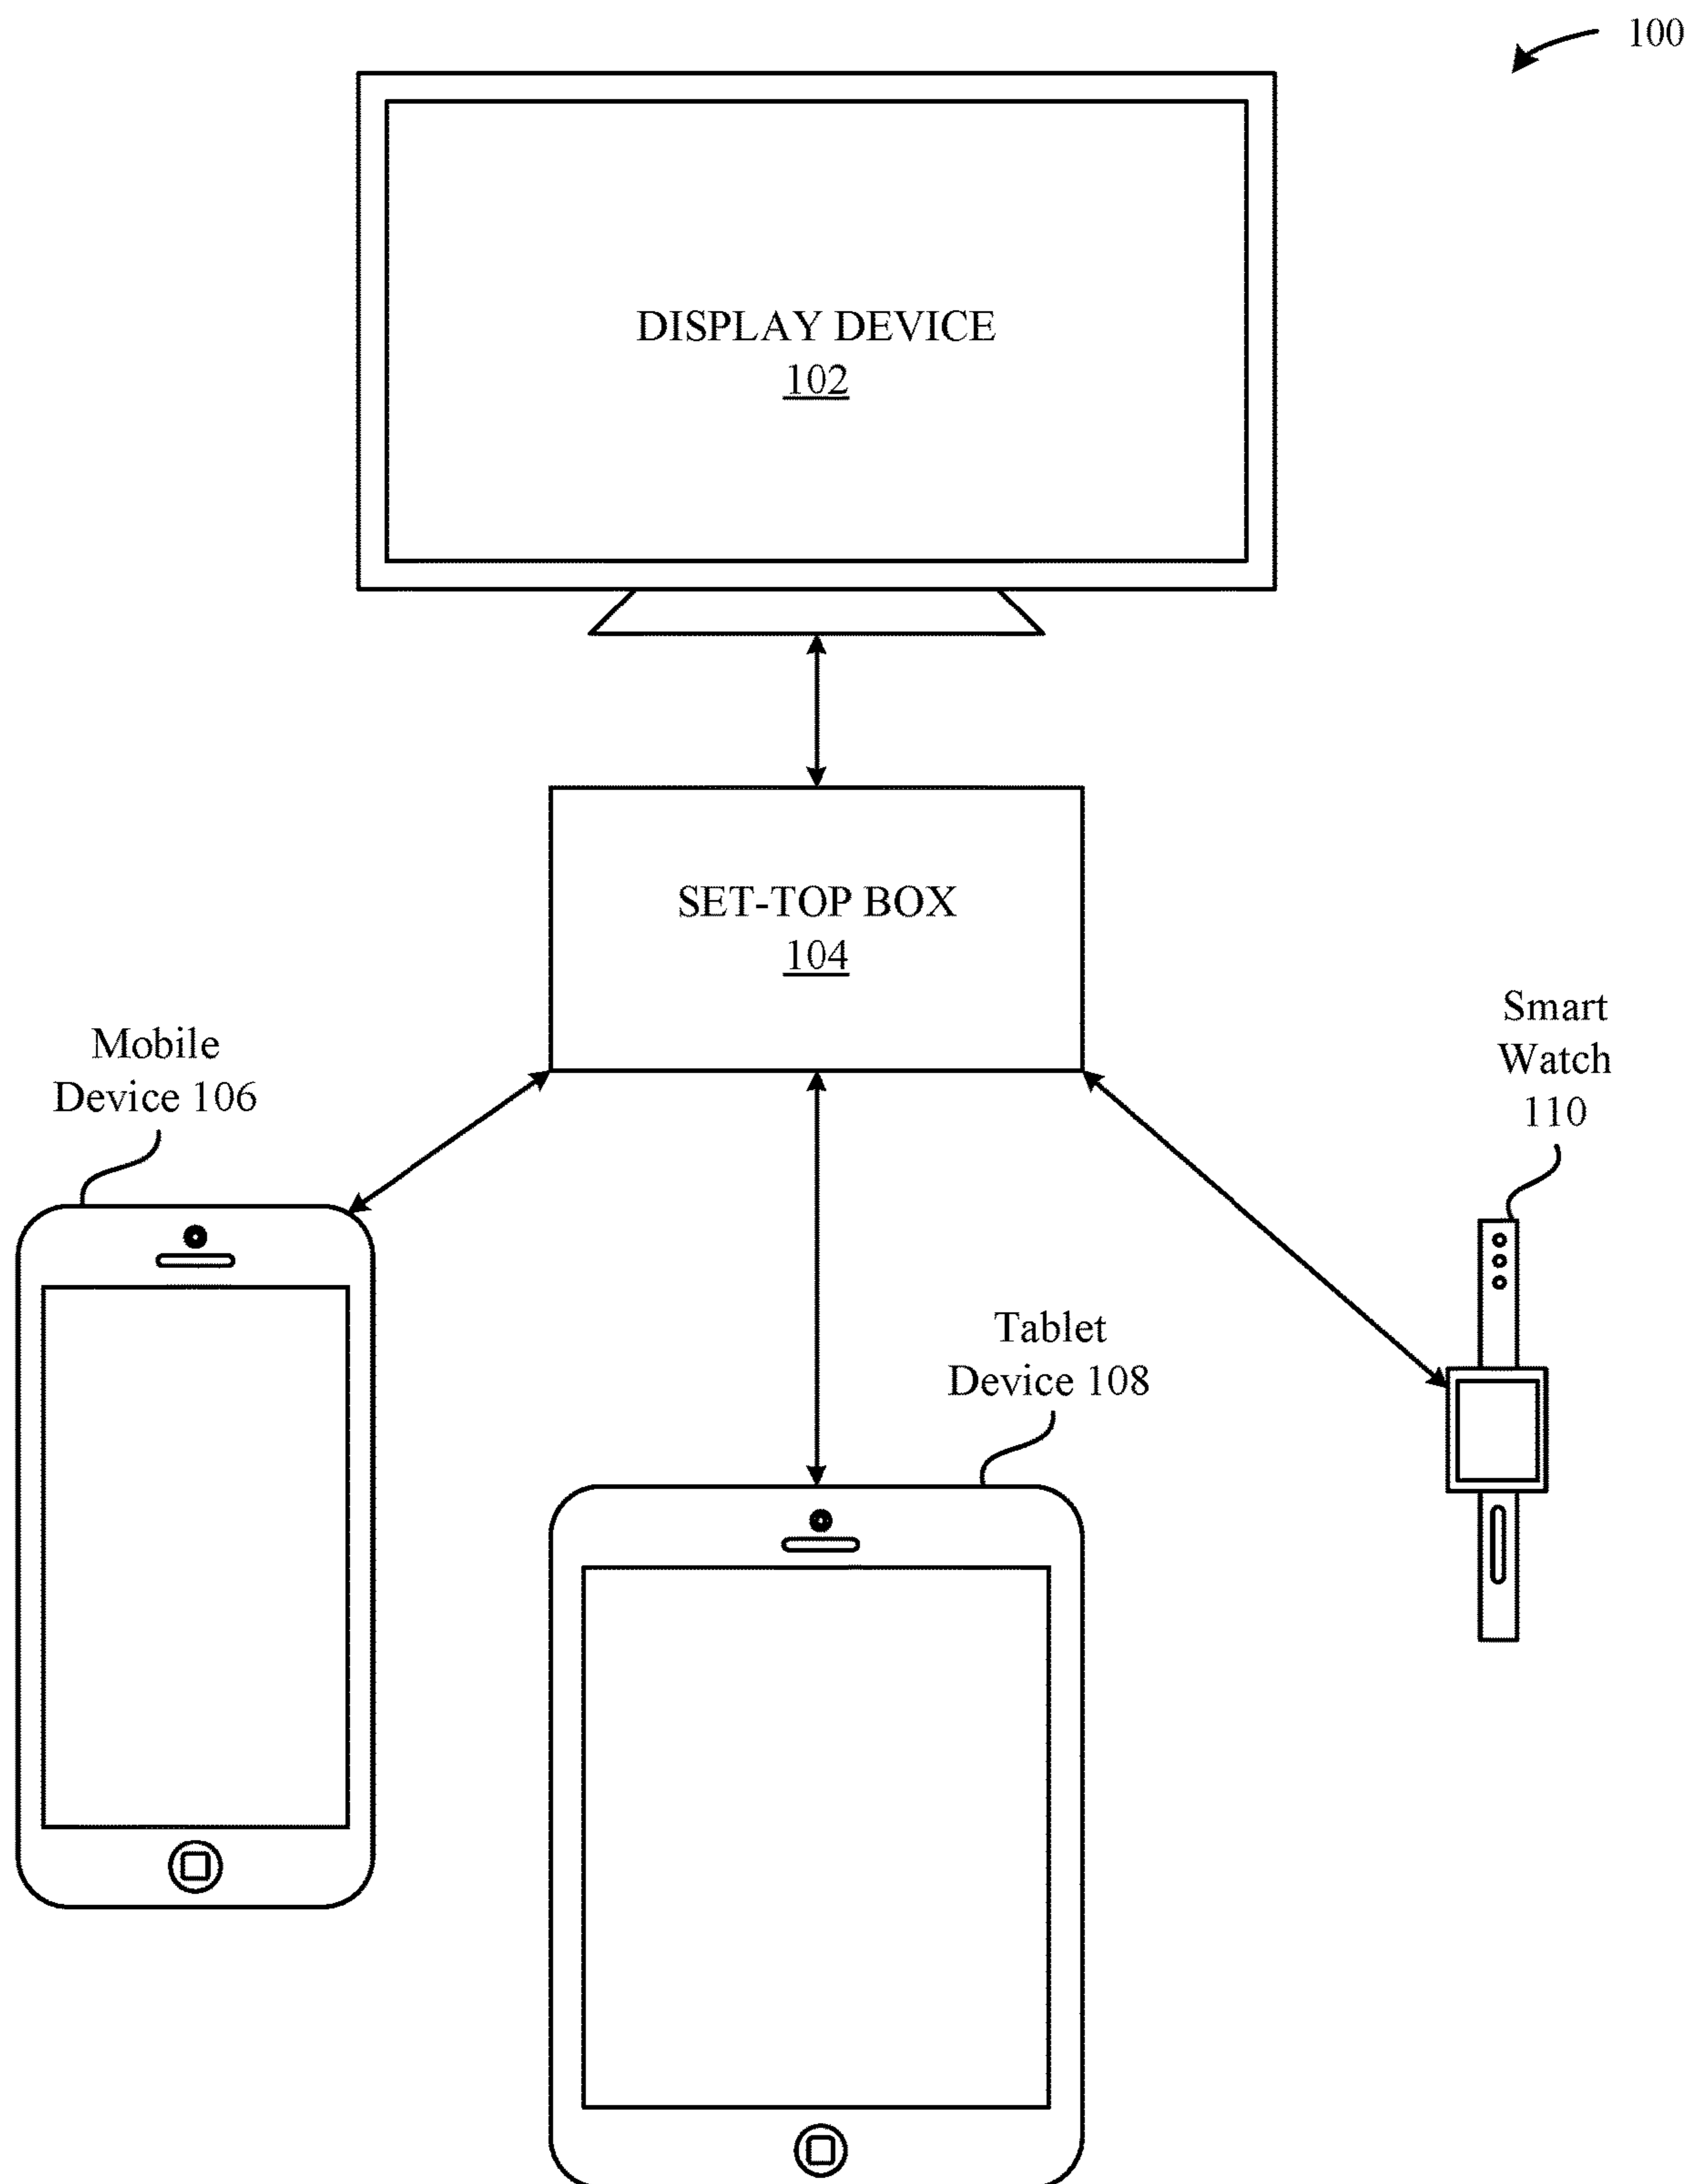 100
DISPLAY DEVICE
102
SET-TOP BOX
104
Mobile
Device 106
Smart
Watch
110
Tablet
Device 108